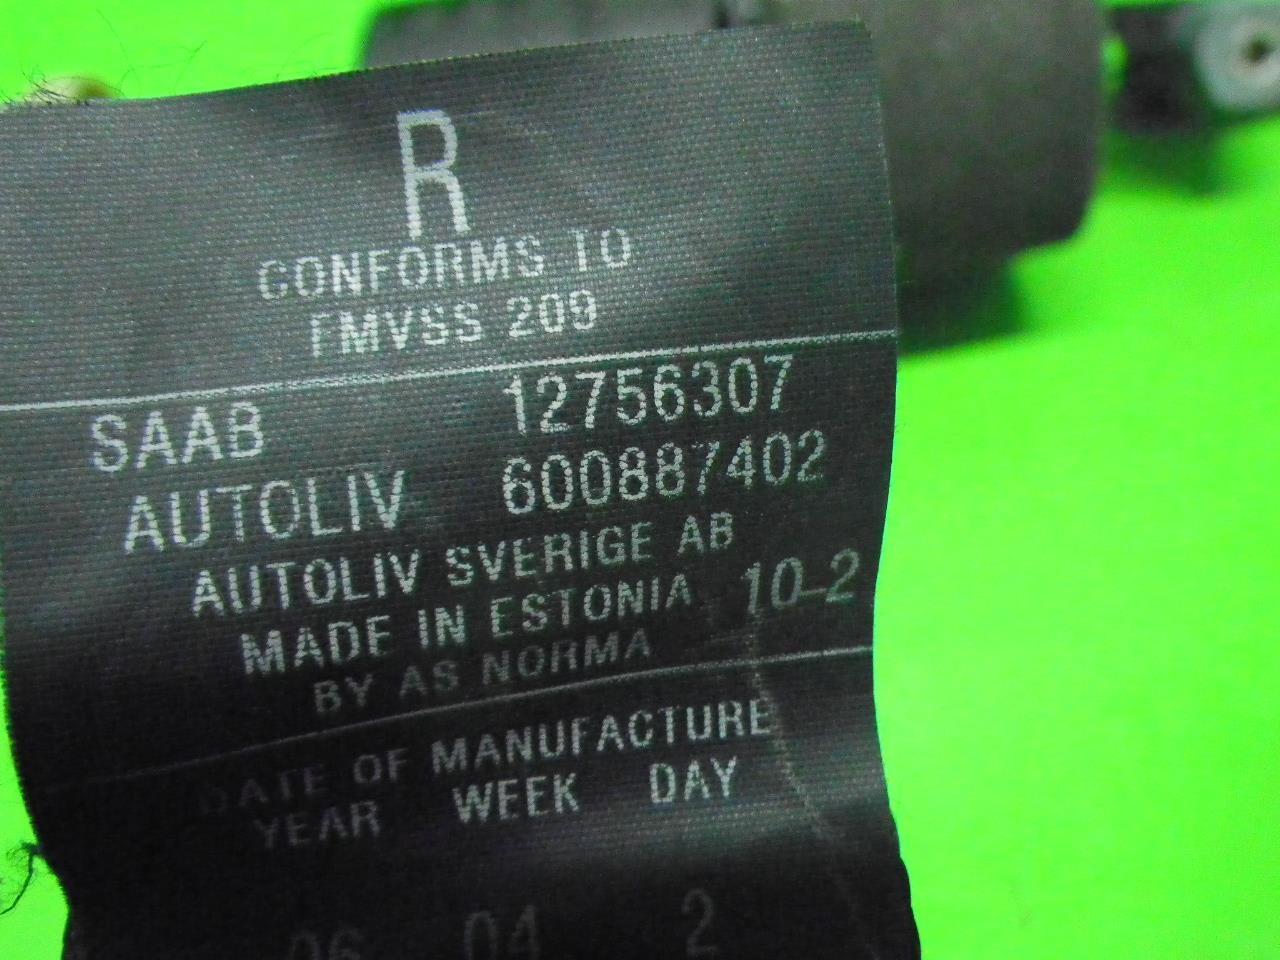 R
CONFORMS TO
FMVSS 209
SAAB 12756307
AUTOLIV 600887402
AUTOLIV SVERIGE AB
MADE IN ESTONIA 10-2
BY AS NORMA
DATE OF MANUFACTURE
YEAR WEEK DAY
06 04 2